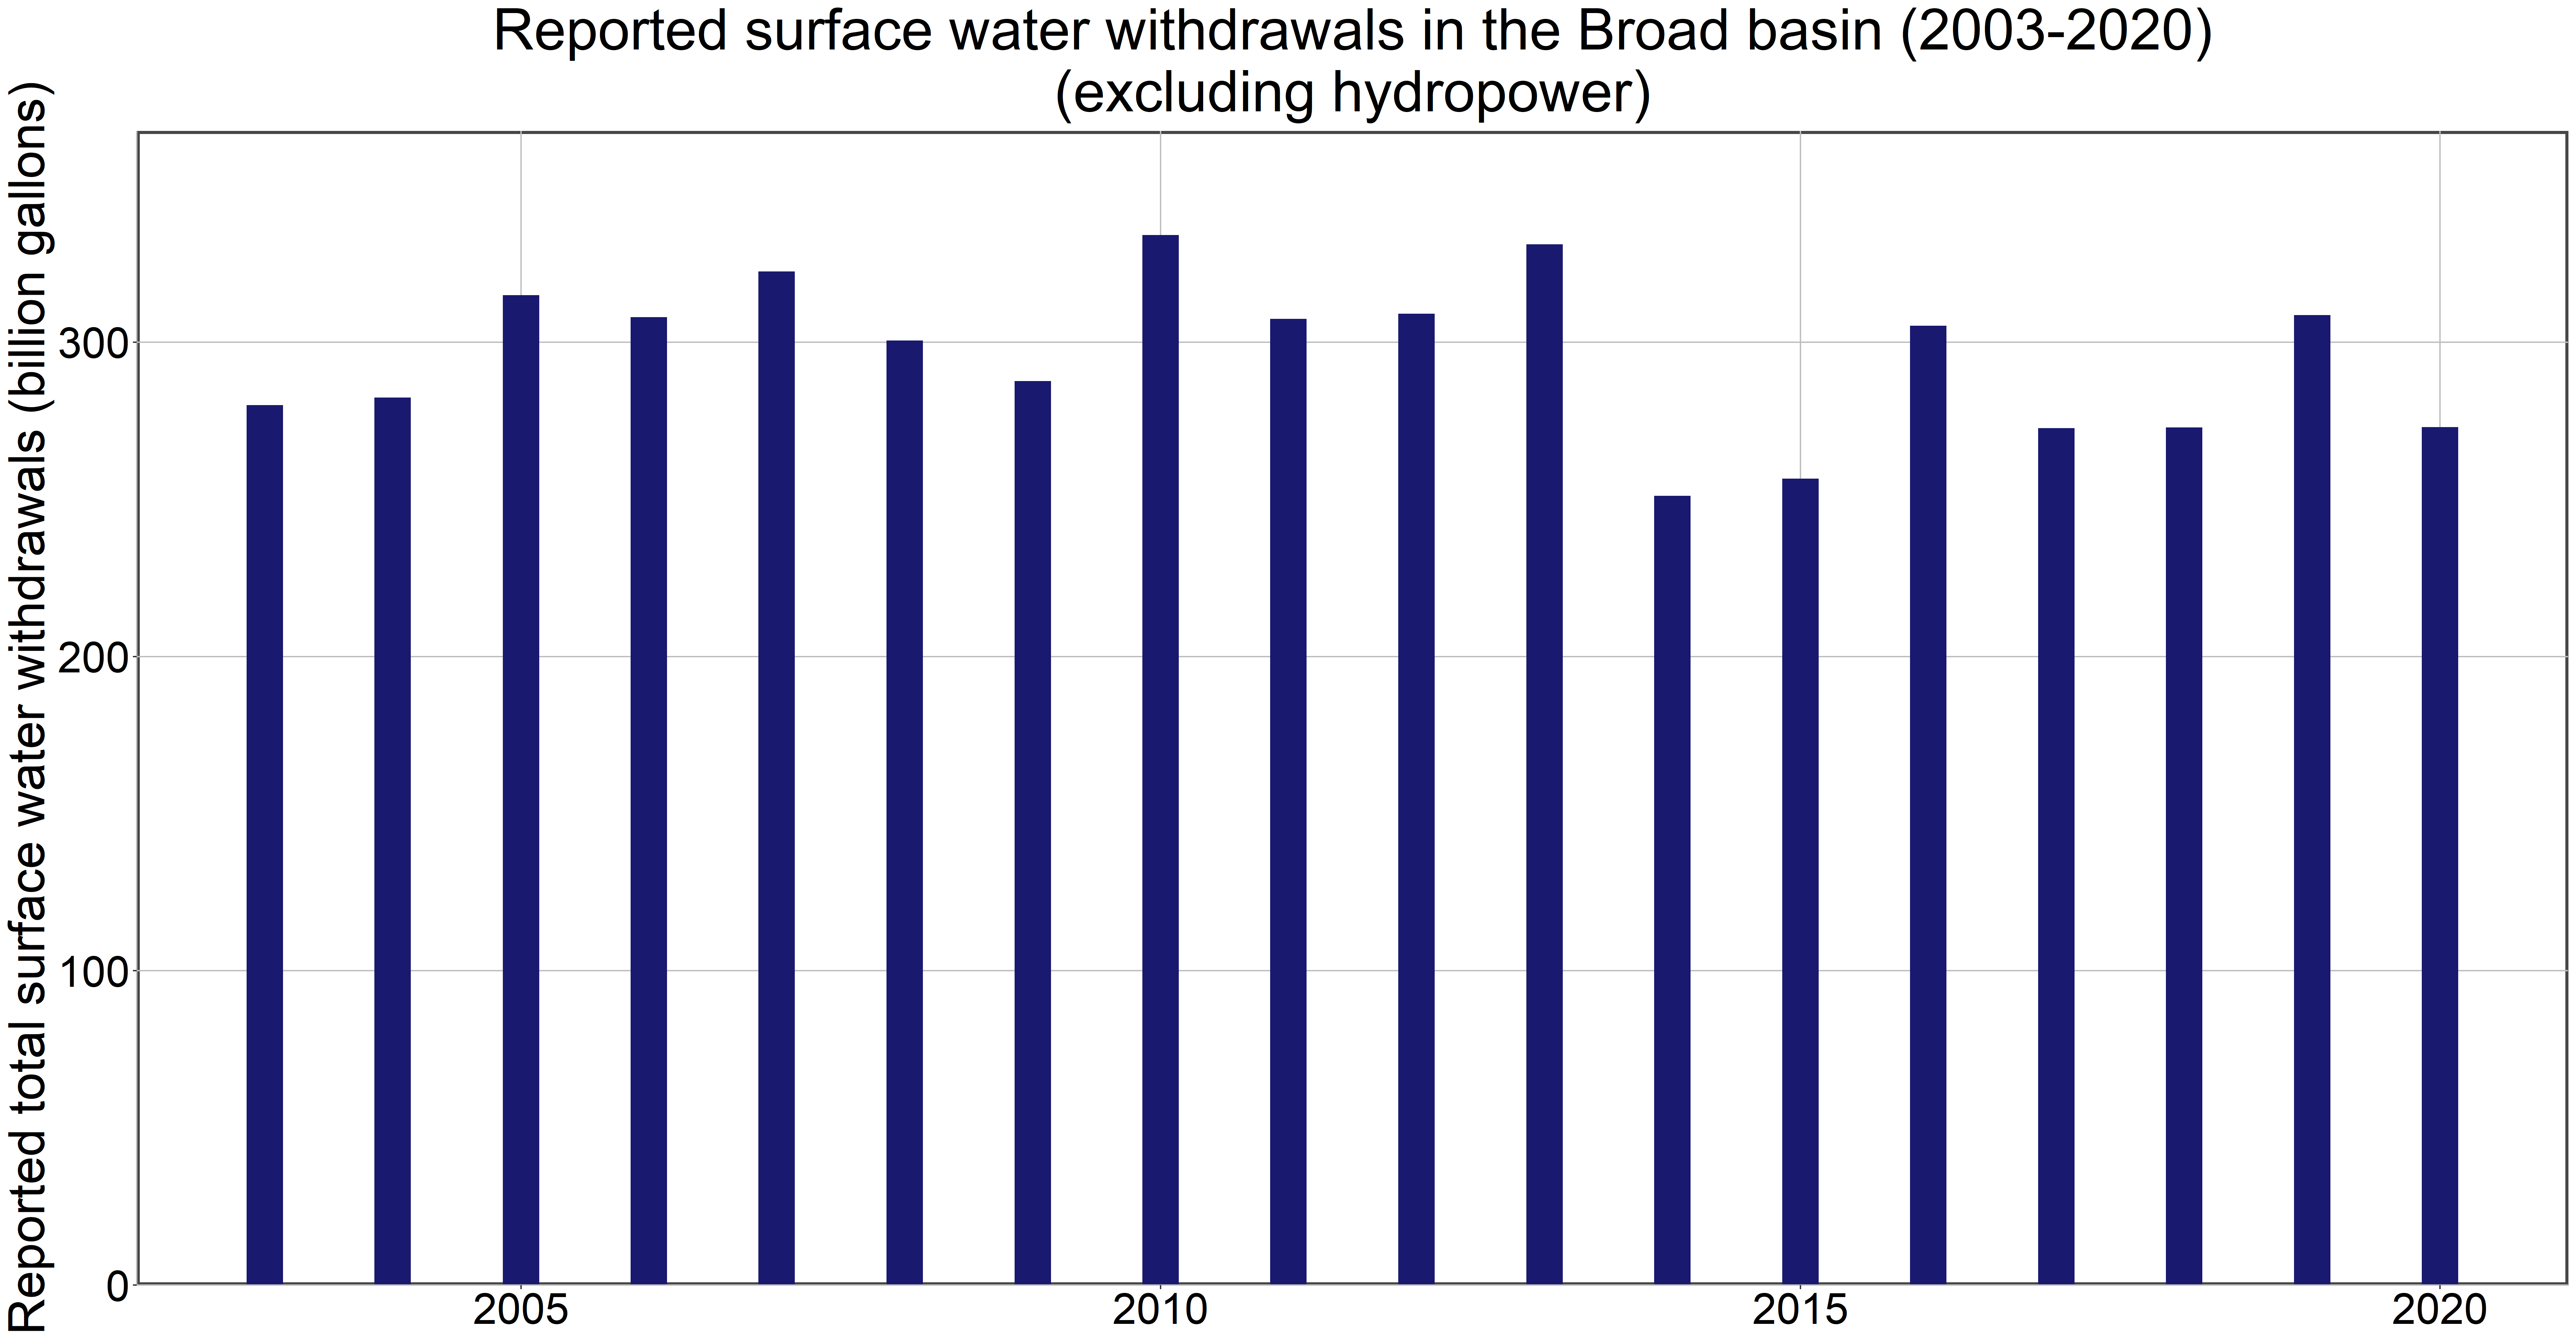 Reported surface water withdrawals in the Broad basin (2003-2020)
(excluding hydropower)
Reported total surface water withdrawals (billion gallons)
300
200
100
0
2005 2010 2015 2020